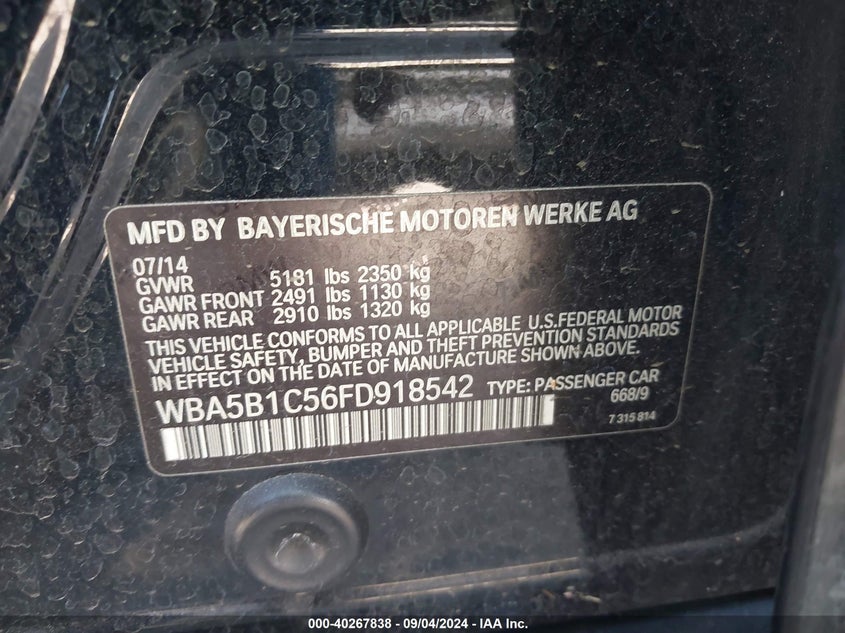 MFD BY BAYERISCHE MOTOREN WERKE AG
07/14
GVWR 5181 lbs 2350 kg
GAWR FRONT 2491 lbs 1130 kg
GAWR REAR 2910 lbs 1320 kg
THIS VEHICLE CONFORMS TO ALL APPLICABLE U.S.FEDERAL MOTOR
VEHICLE SAFETY, BUMPER AND THEFT PREVENTION STANDARDS
IN EFFECT ON THE DATE OF MANUFACTURE SHOWN ABOVE.
WBA5B1C56FD918542 TYPE: PASSENGER CAR
668/9
7 315 814
000-40267838 - 09/04/2024 - IAA Inc.